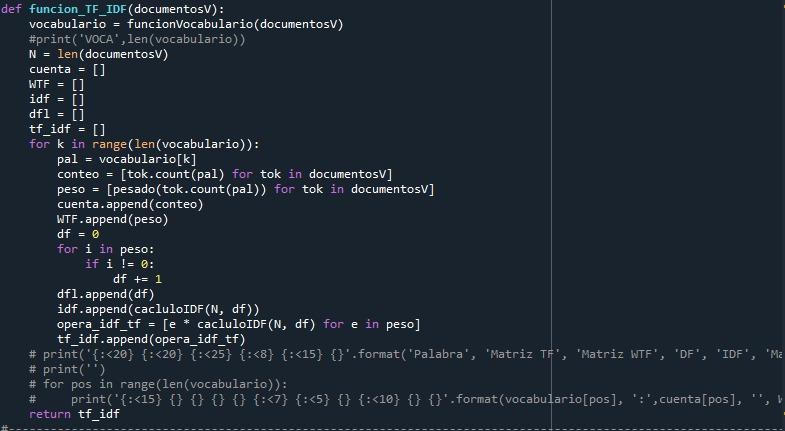 def funcion_TF_IDF(documentosV):
    vocabulario = funcionVocabulario(documentosV)
    #print('VOCA',len(vocabulario))
    N = len(documentosV)
    cuenta = []
    WTF = []
    idf = []
    dfl = []
    tf_idf = []
    for k in range(len(vocabulario)):
        pal = vocabulario[k]
        conteo = [tok.count(pal) for tok in documentosV]
        peso = [pesado(tok.count(pal)) for tok in documentosV]
        cuenta.append(conteo)
        WTF.append(peso)
        df = 0
        for i in peso:
            if i != 0:
                df += 1
        dfl.append(df)
        idf.append(cacluloIDF(N, df))
        opera_idf_tf = [e * cacluloIDF(N, df) for e in peso]
        tf_idf.append(opera_idf_tf)
    # print('{:<20} {:<20} {:<25} {:<8} {:<15} {}'.format('Palabra', 'Matriz TF', 'Matriz WTF', 'DF', 'IDF', 'Ma
    # print('')
    # for pos in range(len(vocabulario)):
    #     print('{:<15} {} {} {} {} {:<7} {:<5} {} {:<10} {} {}'.format(vocabulario[pos], ':',cuenta[pos], '', W
    return tf_idf
#----------------------------------------------------------------------------------------------------------------